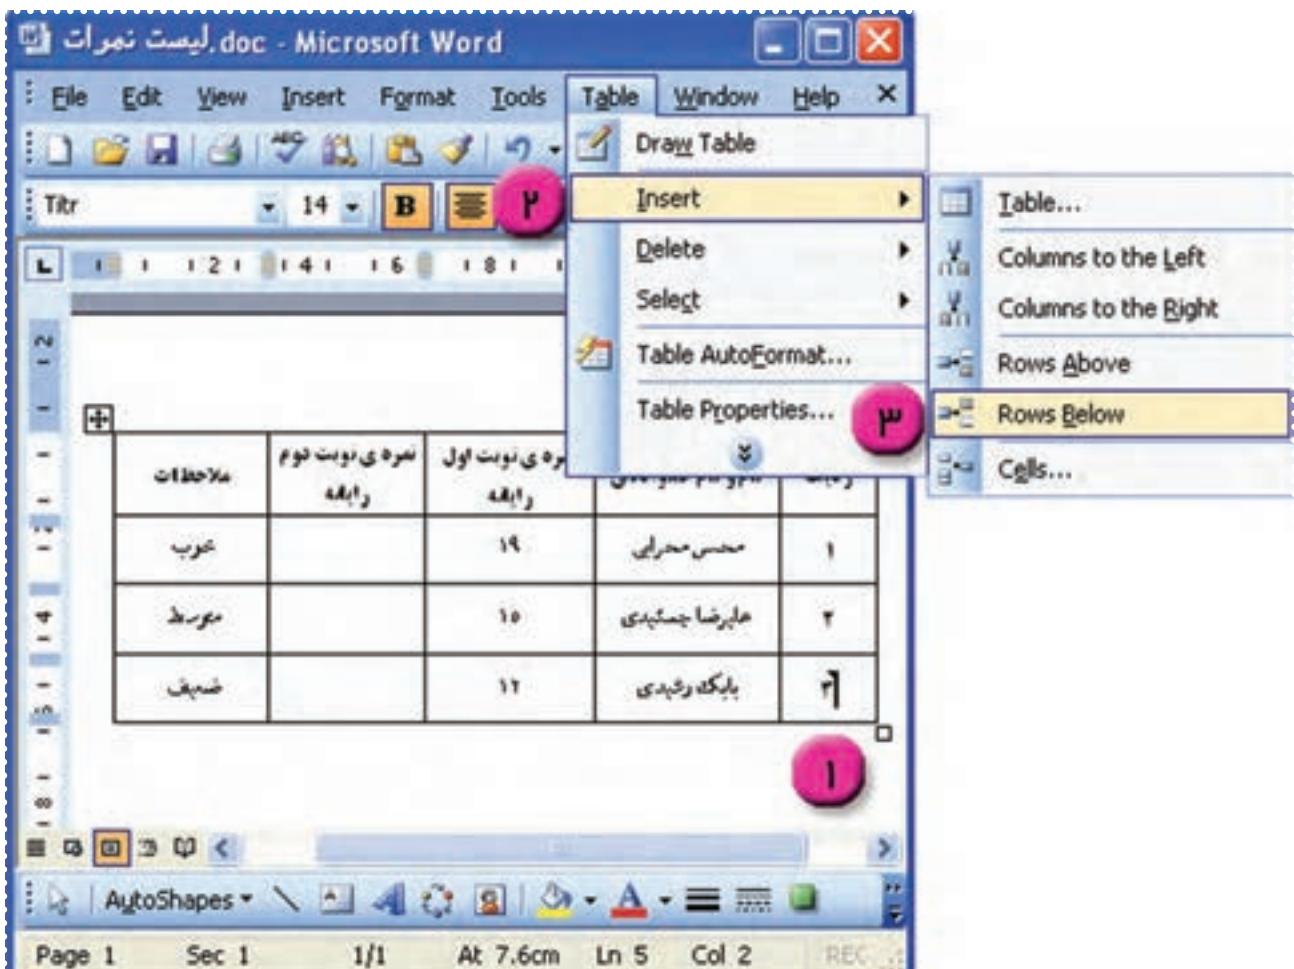 لیست نمرات.doc - Microsoft Word
File Edit View Insert Format Tools Table Window Help
Titr 14 B
۲
Draw Table
Insert
Delete
Select
Table AutoFormat...
Table Properties...
Table...
Columns to the Left
Columns to the Right
Rows Above
Rows Below
Cells...
۳
2 4 6 8
نمره ی نوبت دوم رایانه ملاحظات
۱ محسن محرابی ۱۹ خوب
۲ علیرضا جمشیدی ۱۵ متوسط
۳ بابک رشیدی ۱۲ ضعیف
۱
AutoShapes
Page 1 Sec 1 1/1 At 7.6cm Ln 5 Col 2 REC